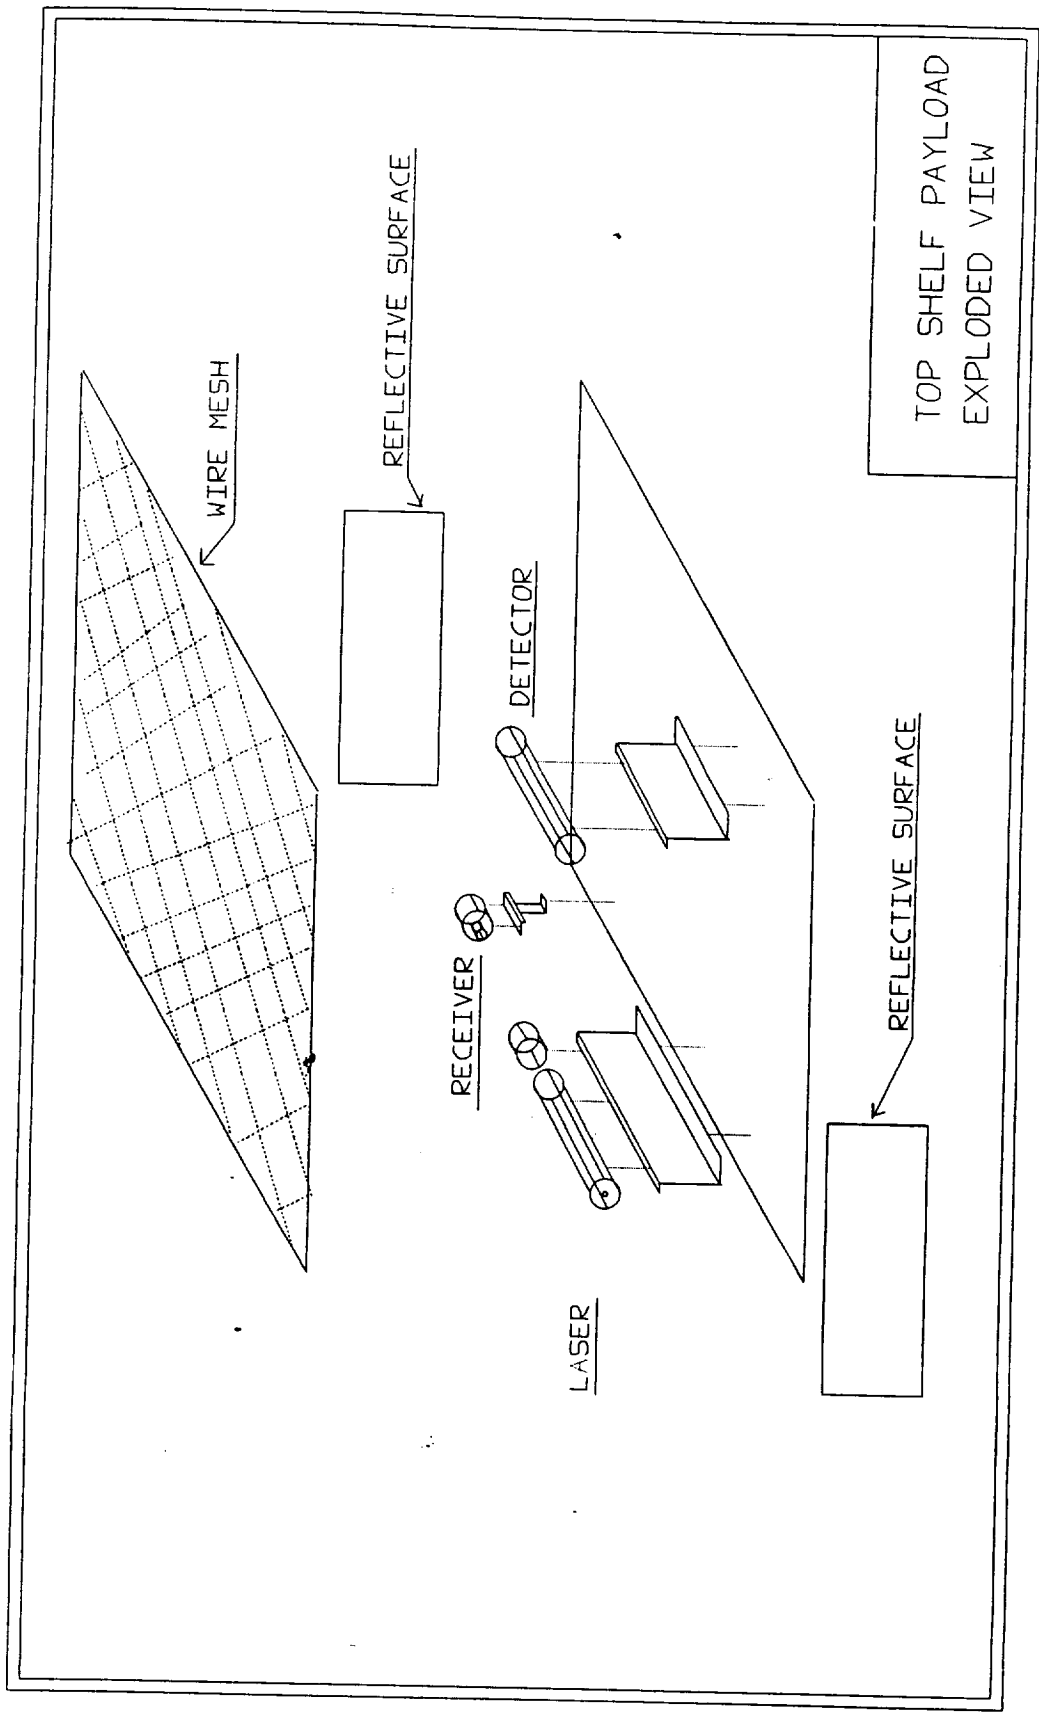 WIRE MESH
REFLECTIVE SURFACE
DETECTOR
RECEIVER
LASER
REFLECTIVE SURFACE
TOP SHELF PAYLOAD
EXPLODED VIEW